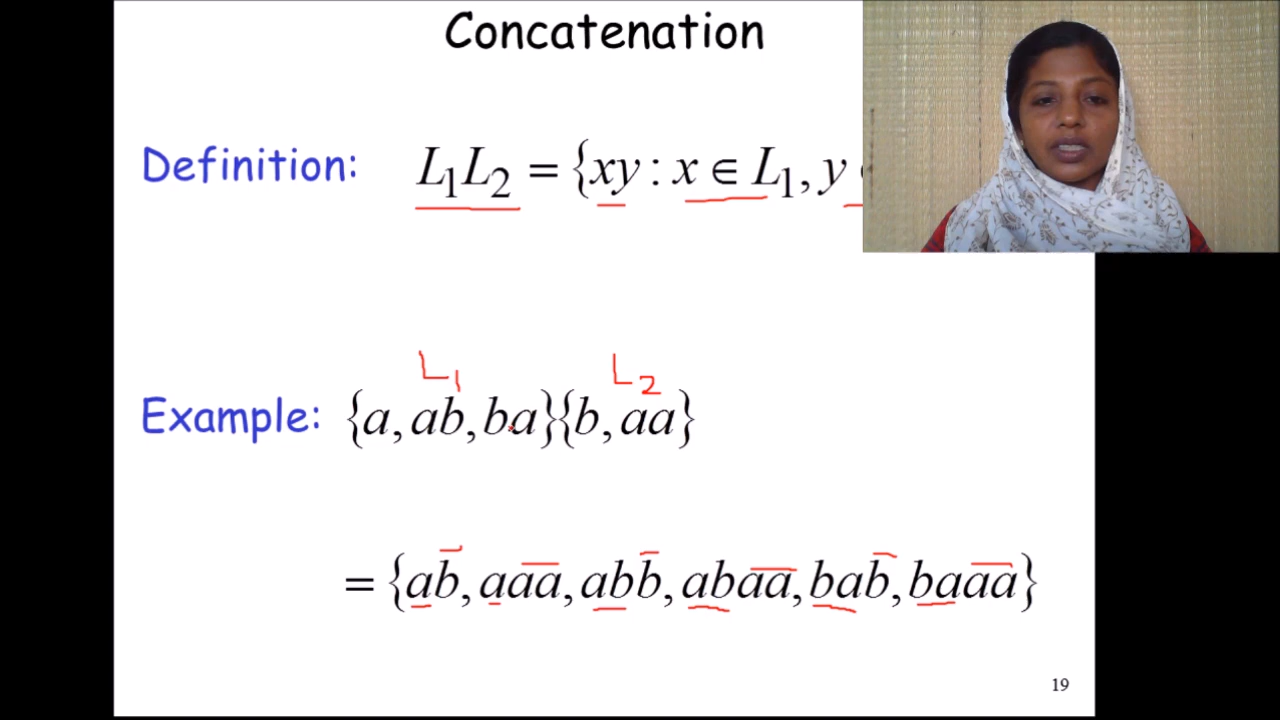 Concatenation
Definition: L₁L₂ = {xy : x ∈ L₁, y
L₁ L₂
Example: {a, ab, ba}{b, aa}
= {ab, aaa, abb, abaa, bab, baaa}
19